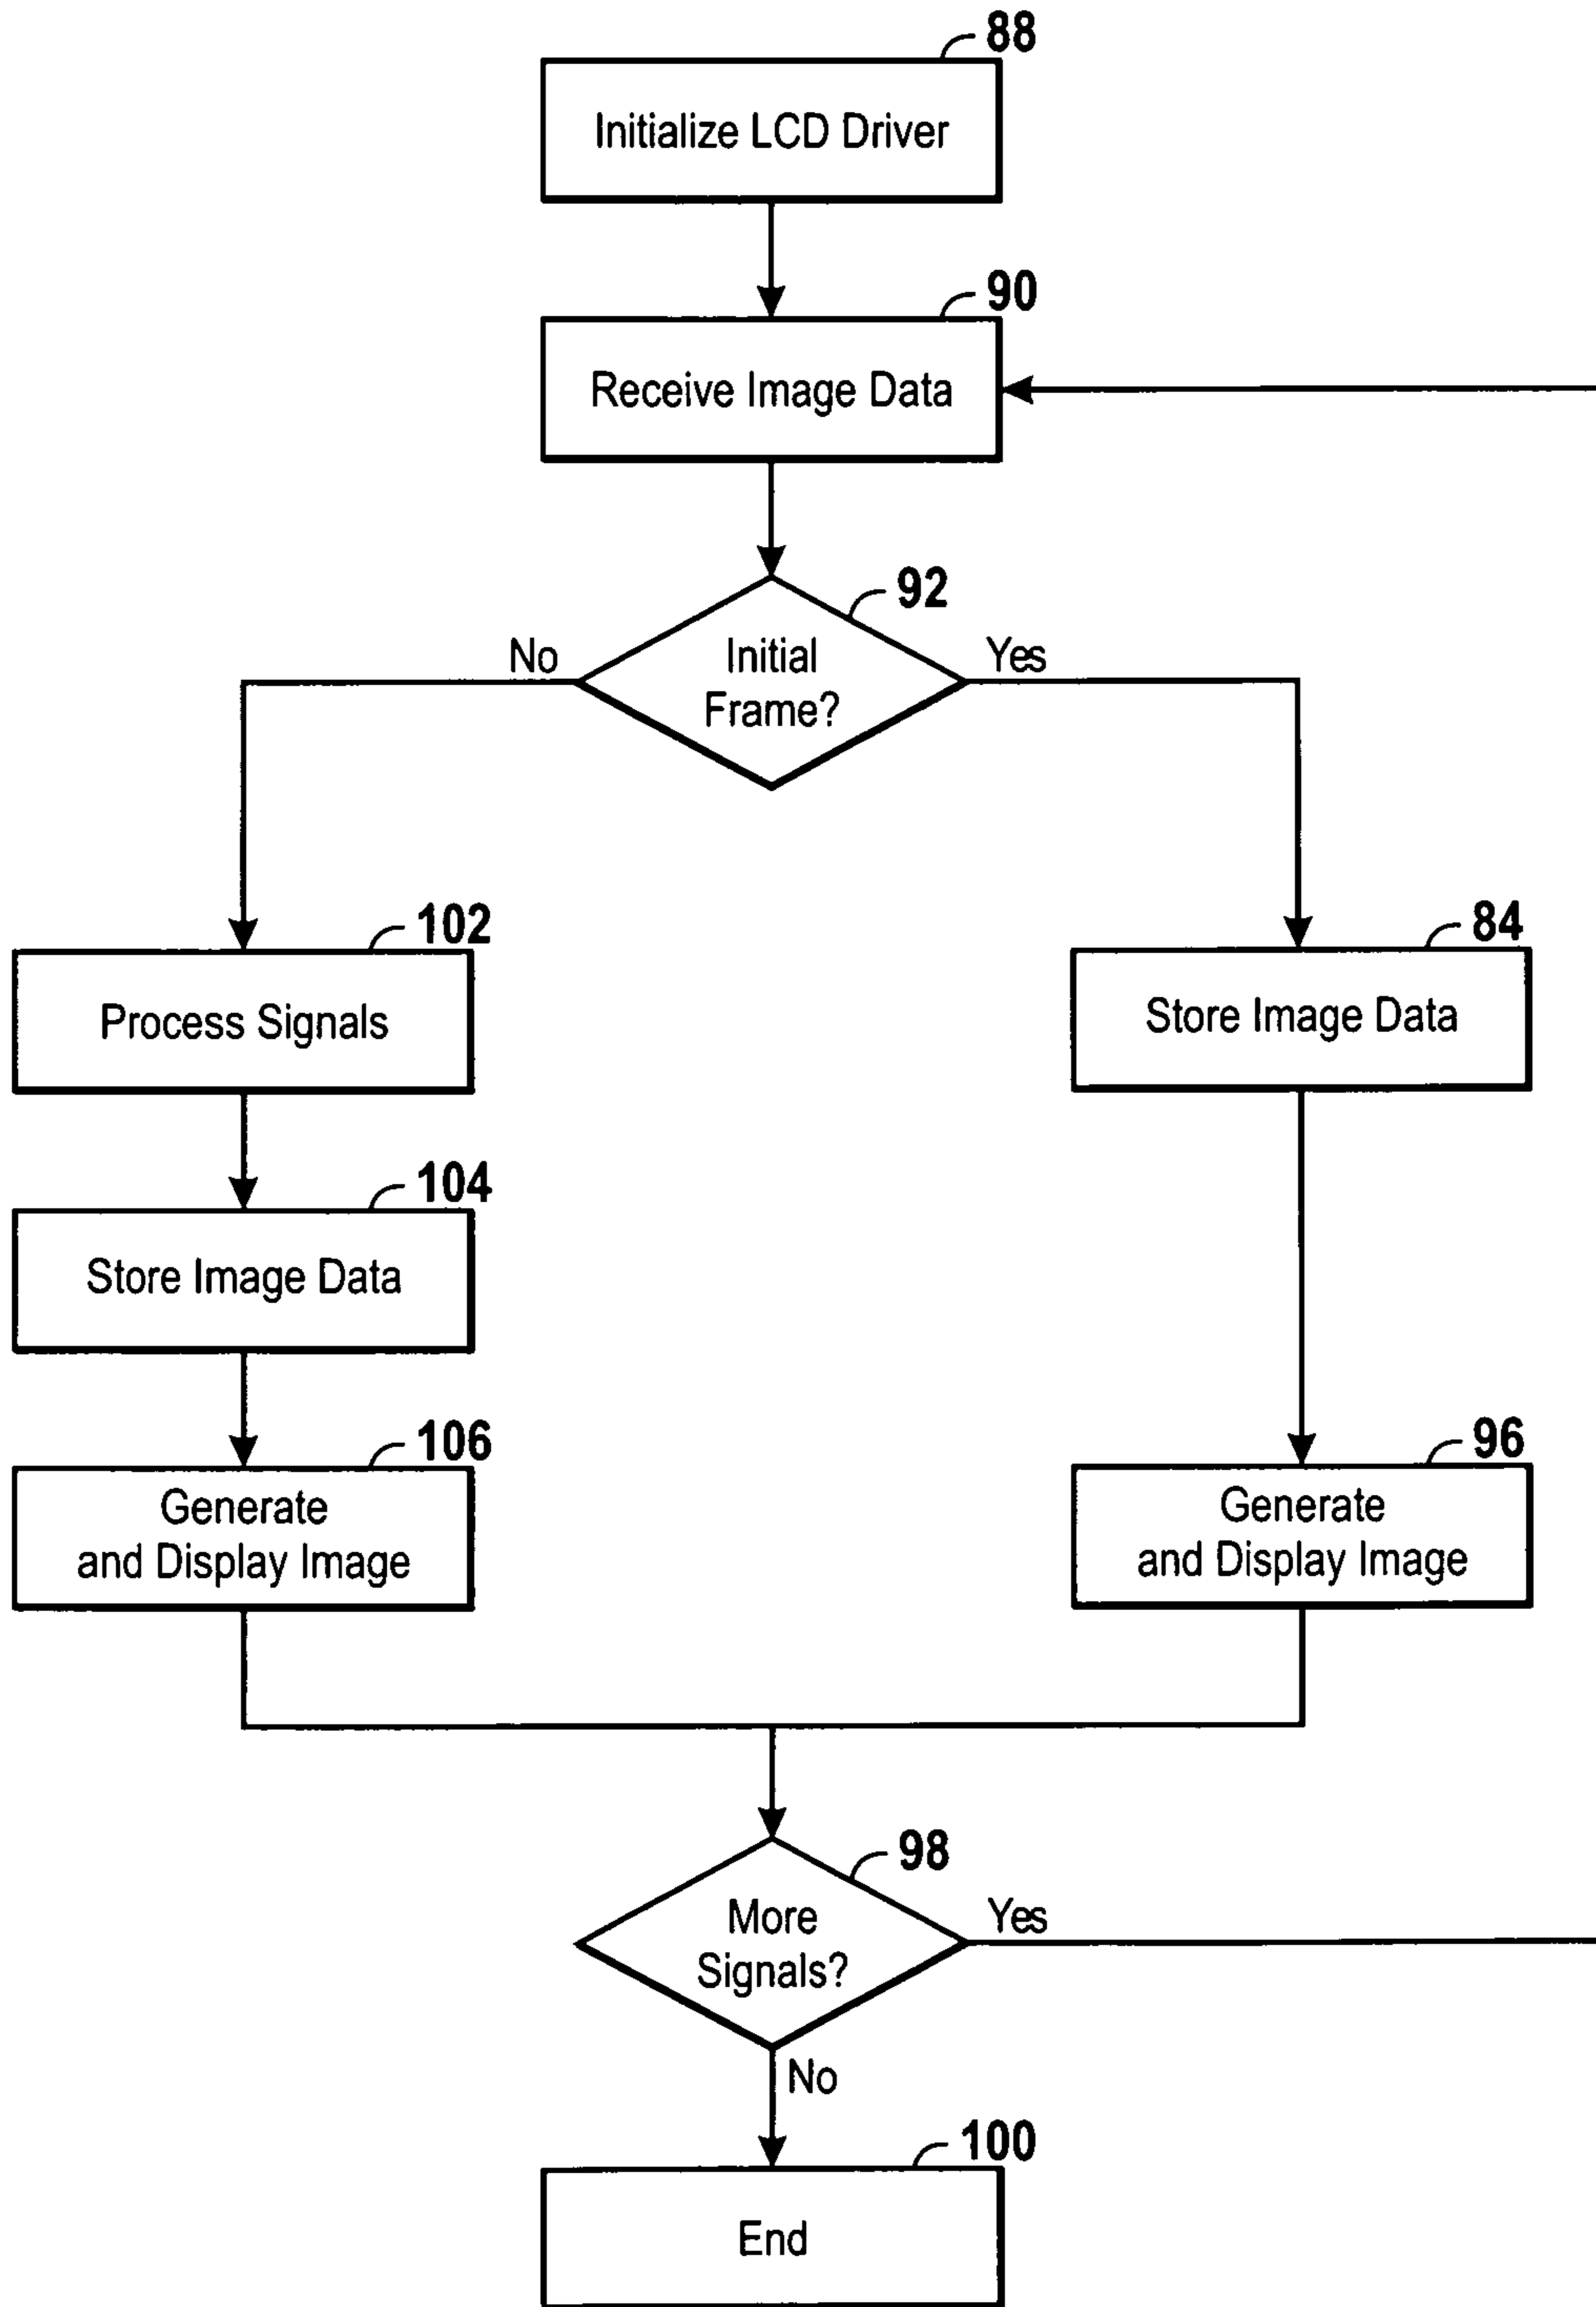 88
Initialize LCD Driver
90
Receive Image Data
92
No
Initial
Frame?
Yes
102
Process Signals
84
Store Image Data
104
Store Image Data
106
Generate
and Display Image
96
Generate
and Display Image
98
More
Signals?
Yes
No
100
End